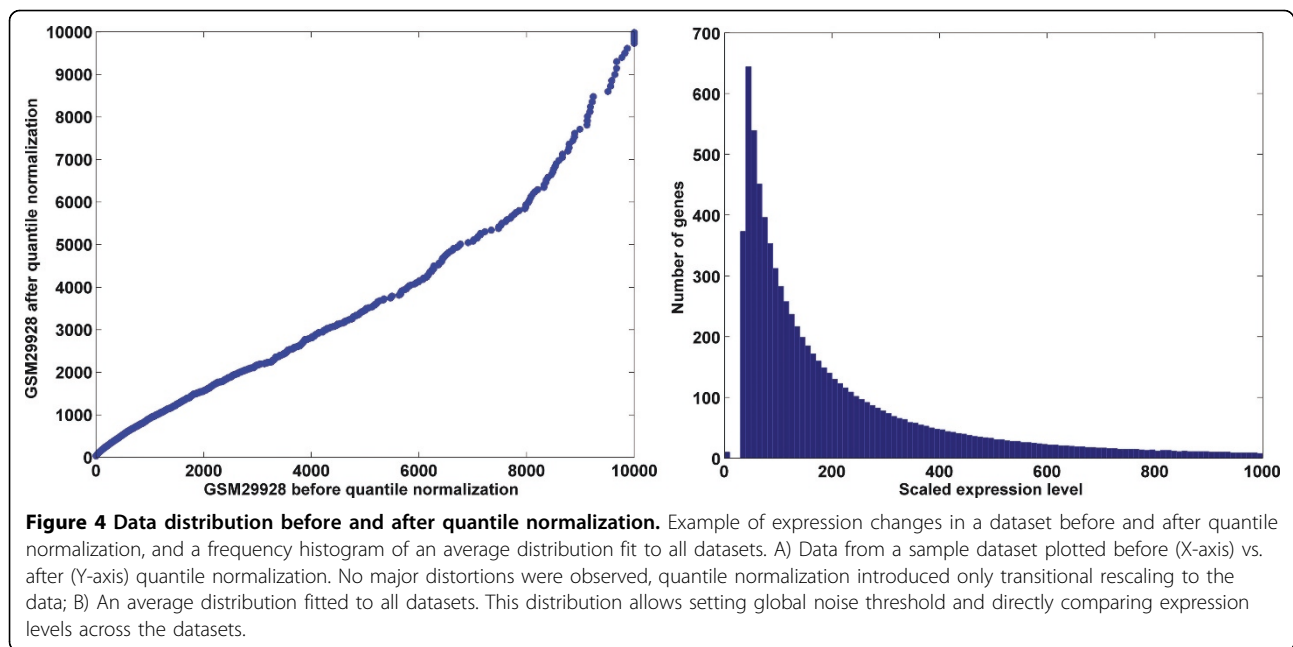 10000
9000
8000
7000
6000
5000
4000
3000
2000
1000
0
GSM29928 after quantile normalization
0 2000 4000 6000 8000 10000
GSM29928 before quantile normalization
700
600
500
400
300
200
100
0
Number of genes
0 200 400 600 800 1000
Scaled expression level
Figure 4 Data distribution before and after quantile normalization. Example of expression changes in a dataset before and after quantile
normalization, and a frequency histogram of an average distribution fit to all datasets. A) Data from a sample dataset plotted before (X-axis) vs.
after (Y-axis) quantile normalization. No major distortions were observed, quantile normalization introduced only transitional rescaling to the
data; B) An average distribution fitted to all datasets. This distribution allows setting global noise threshold and directly comparing expression
levels across the datasets.